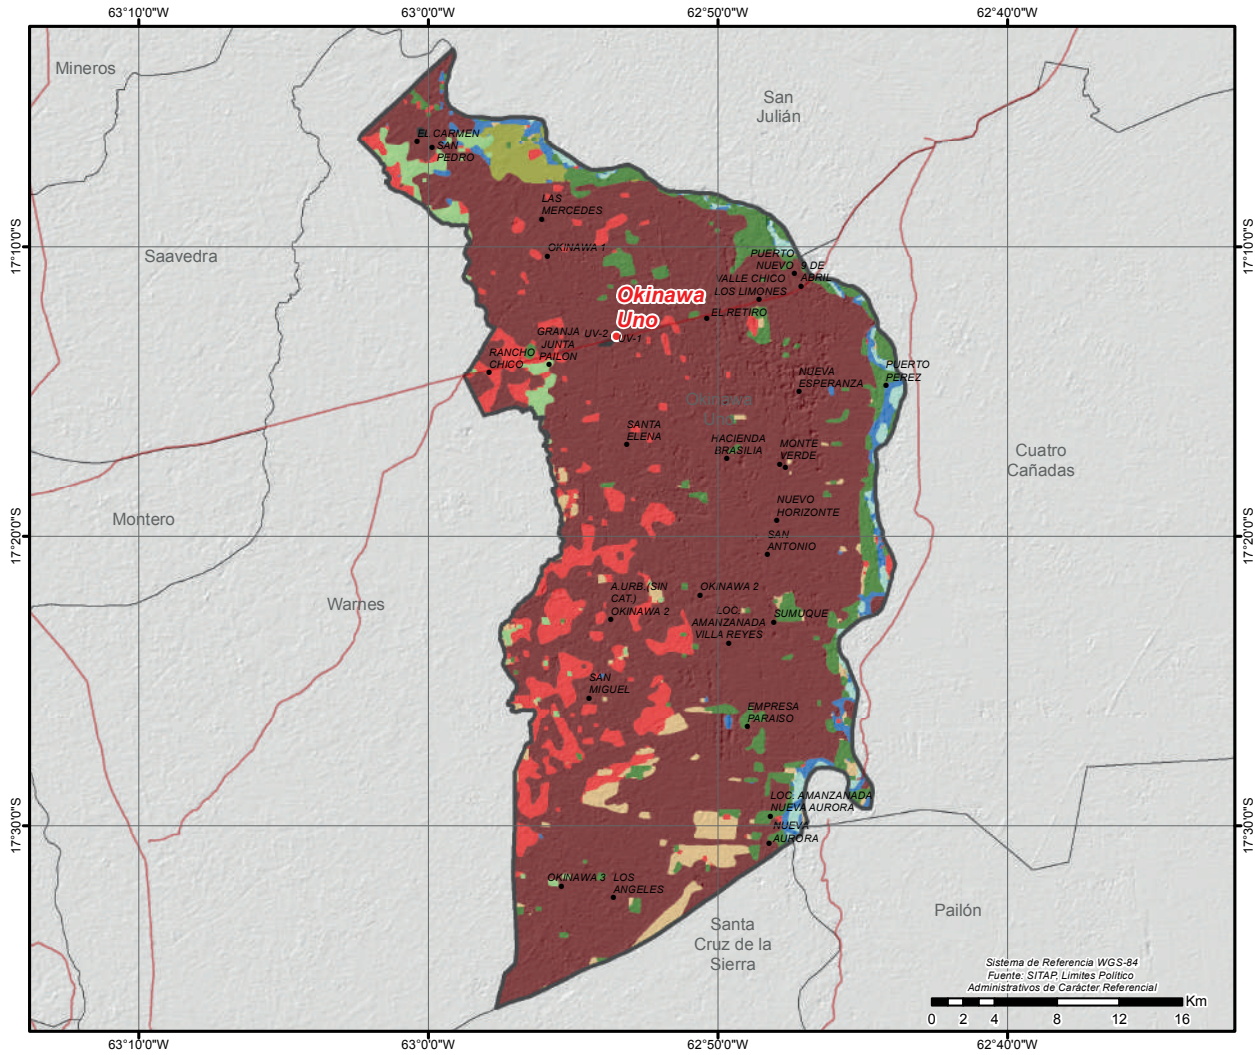 63°10'0"W
63°0'0"W
62°50'0"W
62°40'0"W
Mineros
San
Julián
EL CARMEN
SAN
PEDRO
LAS
MERCEDES
17°10'0"S
17°10'0"S
Saavedra
OKINAWA 1
PUERTO
NUEVO
9 DE
ABRIL
VALLE CHICO
LOS LIMONES
EL RETIRO
Okinawa
Uno
UV-2
UV-1
GRANJA
JUNTA
PAILON
RANCHO
CHICO
PUERTO
PEREZ
NUEVA
ESPERANZA
Okinawa
Uno
SANTA
ELENA
HACIENDA
BRASILIA
MONTE
VERDE
Cuatro
Cañadas
Montero
NUEVO
HORIZONTE
17°20'0"S
17°20'0"S
SAN
ANTONIO
Warnes
A.URB.(SIN
CAT.)
OKINAWA 2
OKINAWA 2
LOC.
AMANZANADA
VILLA REYES
SUMUQUE
SAN
MIGUEL
EMPRESA
PARAISO
LOC. AMANZANADA
NUEVA AURORA
17°30'0"S
17°30'0"S
NUEVA
AURORA
OKINAWA 3
LOS
ANGELES
Santa
Cruz de la
Sierra
Pailón
Sistema de Referencia WGS-84
Fuente: SITAP, Limites Político
Administrativos de Carácter Referencial
Km
0 2 4 8 12 16
63°10'0"W
63°0'0"W
62°50'0"W
62°40'0"W